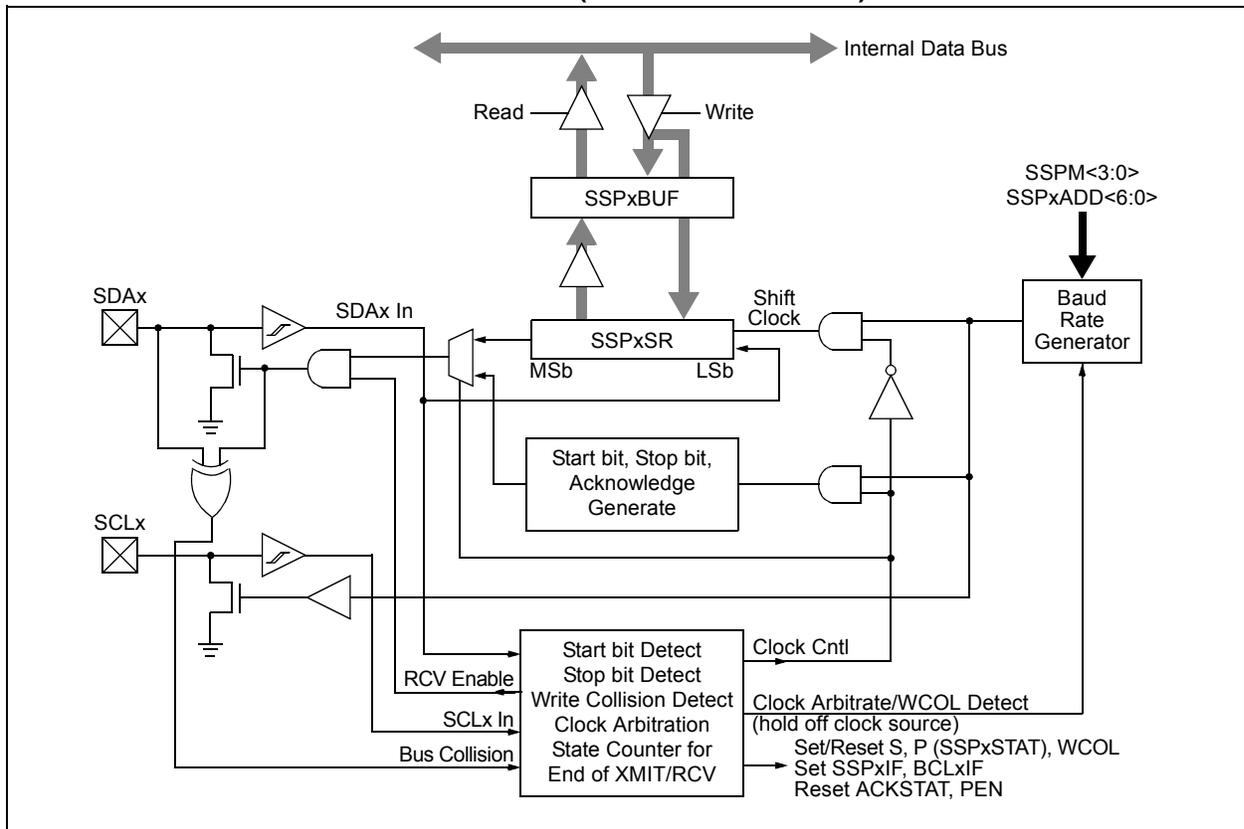 Internal Data Bus
Read
Write
SSPxBUF
SSPM<3:0>
SSPxADD<6:0>
Baud
Rate
Generator
SDAx
SDAx In
Shift
Clock
SSPxSR
MSb
LSb
Start bit, Stop bit,
Acknowledge
Generate
SCLx
Start bit Detect
Stop bit Detect
Write Collision Detect
Clock Arbitration
State Counter for
End of XMIT/RCV
RCV Enable
SCLx In
Bus Collision
Clock Cntl
Clock Arbitrate/WCOL Detect
(hold off clock source)
Set/Reset S, P (SSPxSTAT), WCOL
Set SSPxIF, BCLxIF
Reset ACKSTAT, PEN